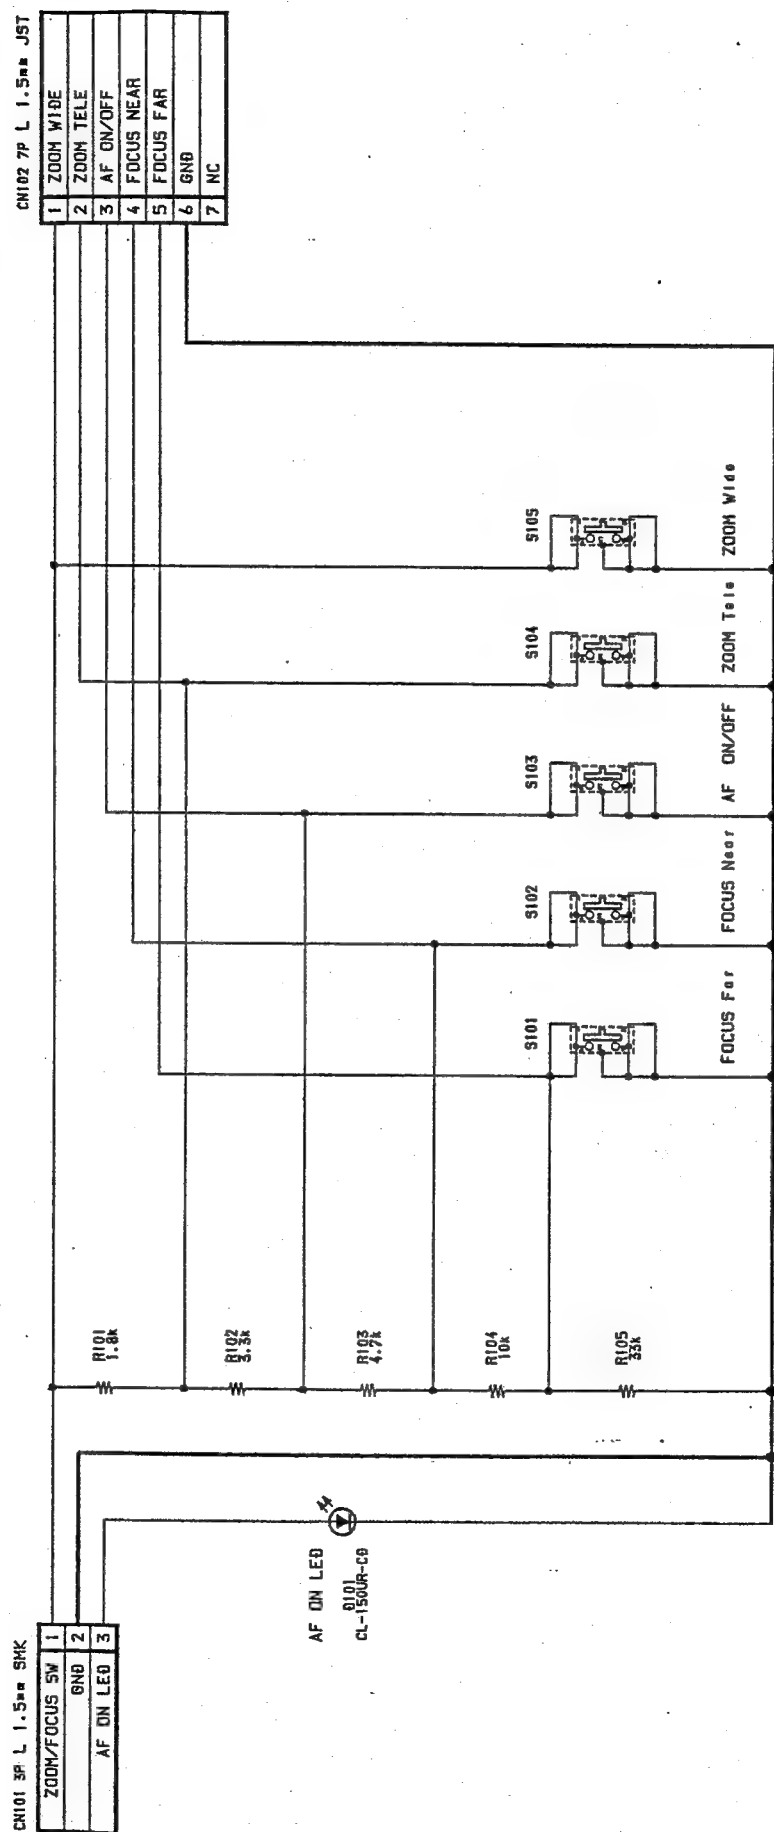 CN102 7P L 1.5mm JST
1 ZOOM WIDE
2 ZOOM TELE
3 AF ON/OFF
4 FOCUS NEAR
5 FOCUS FAR
6 GND
7 NC
S105
ZOOM Wide
S104
ZOOM Tele
S103
AF ON/OFF
S102
FOCUS Near
S101
FOCUS Far
R101
1.8k
R102
3.3k
R103
4.7k
R104
10k
R105
33k
AF ON LED
D101
CL-150UR-CD
CN101 3P L 1.5mm SMK
ZOOM/FOCUS SW 1
GND 2
AF ON LED 3